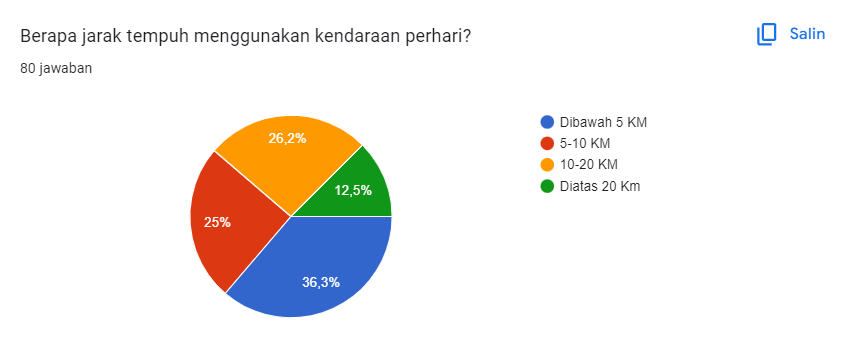 Berapa jarak tempuh menggunakan kendaraan perhari?
Salin
80 jawaban
26,2%
12,5%
25%
36,3%
Dibawah 5 KM
5-10 KM
10-20 KM
Diatas 20 Km